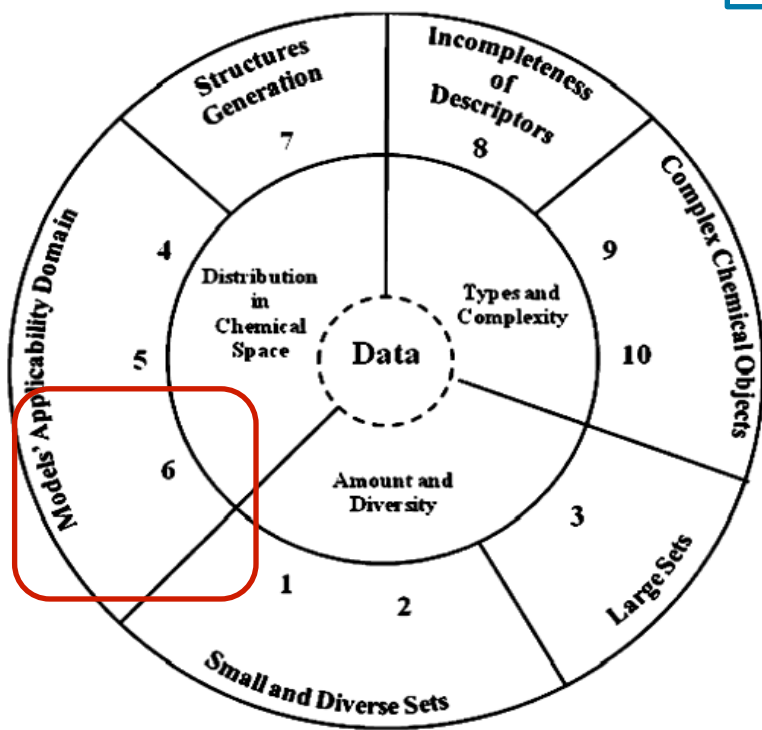 Structures
Generation
7
Incompleteness
of
Descriptors
8
Complex Chemical Objects
9
10
Models' Applicability Domain
4
5
6
Distribution
in
Chemical
Space
Types and
Complexity
Data
Amount and
Diversity
3
Large Sets
1
2
Small and Diverse Sets